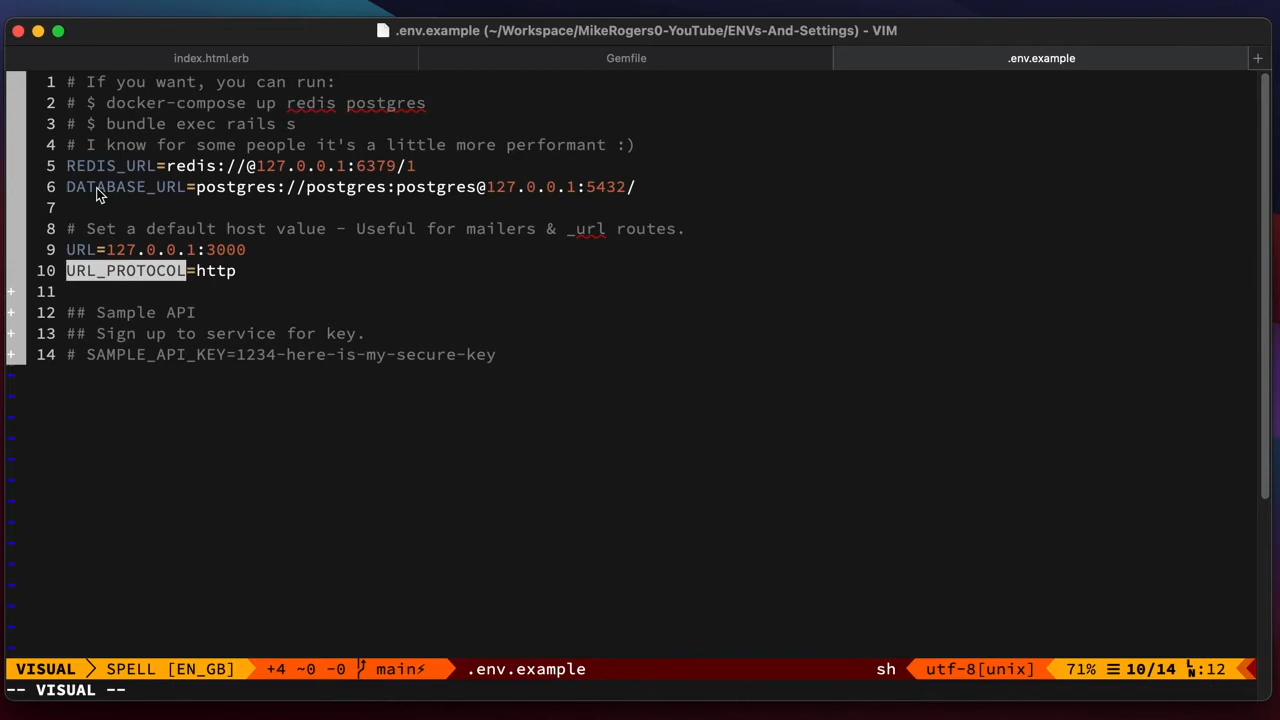 .env.example (~/Workspace/MikeRogers0-YouTube/ENVs-And-Settings) - VIM
index.html.erb Gemfile .env.example +
1 # If you want, you can run:
2 # $ docker-compose up redis postgres
3 # $ bundle exec rails s
4 # I know for some people it's a little more performant :)
5 REDIS_URL=redis://@127.0.0.1:6379/1
6 DATABASE_URL=postgres://postgres:postgres@127.0.0.1:5432/
7
8 # Set a default host value - Useful for mailers & _url routes.
9 URL=127.0.0.1:3000
10 URL_PROTOCOL=http
+ 11
+ 12 ## Sample API
+ 13 ## Sign up to service for key.
+ 14 # SAMPLE_API_KEY=1234-here-is-my-secure-key
~
~
~
~
~
~
~
~
~
~
~
~
~
~
VISUAL SPELL [EN_GB] +4 ~0 -0 main⚡ .env.example sh utf-8[unix] 71% ☰ 10/14 ㏑:12
-- VISUAL --